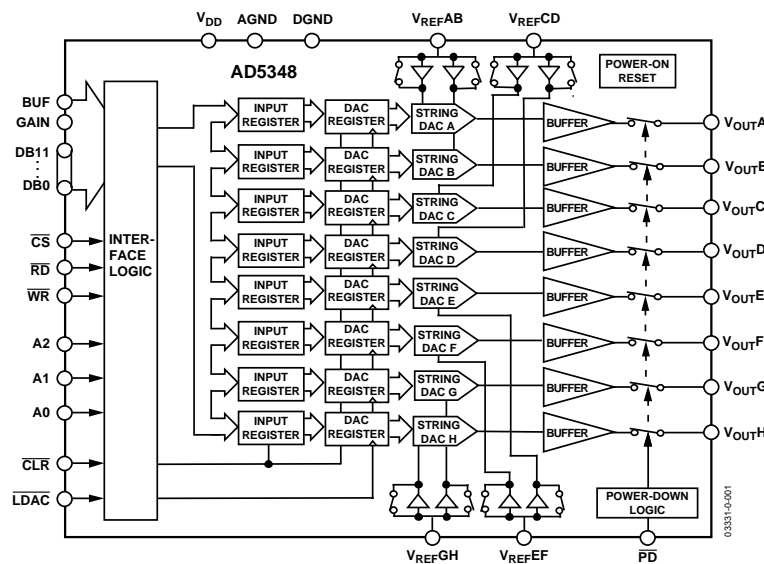 VDD AGND DGND VREFAB VREFCD
AD5348
POWER-ON
RESET
BUF
GAIN
DB11
DB0
CS
RD
WR
A2
A1
A0
CLR
LDAC
INTER-
FACE
LOGIC
INPUT
REGISTER
DAC
REGISTER
STRING
DAC A
BUFFER
VOUTA
INPUT
REGISTER
DAC
REGISTER
STRING
DAC B
BUFFER
VOUTB
INPUT
REGISTER
DAC
REGISTER
STRING
DAC C
BUFFER
VOUTC
INPUT
REGISTER
DAC
REGISTER
STRING
DAC D
BUFFER
VOUTD
INPUT
REGISTER
DAC
REGISTER
STRING
DAC E
BUFFER
VOUTE
INPUT
REGISTER
DAC
REGISTER
STRING
DAC F
BUFFER
VOUTF
INPUT
REGISTER
DAC
REGISTER
STRING
DAC G
BUFFER
VOUTG
INPUT
REGISTER
DAC
REGISTER
STRING
DAC H
BUFFER
VOUTH
POWER-DOWN
LOGIC
VREFGH VREFEF PD
03331-0-001